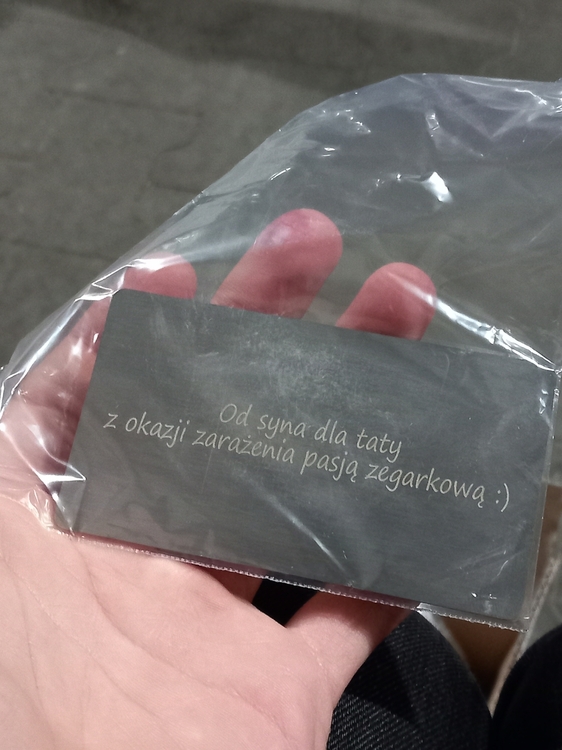 Od syna dla taty
z okazji zarażenia pasją zegarkową :)